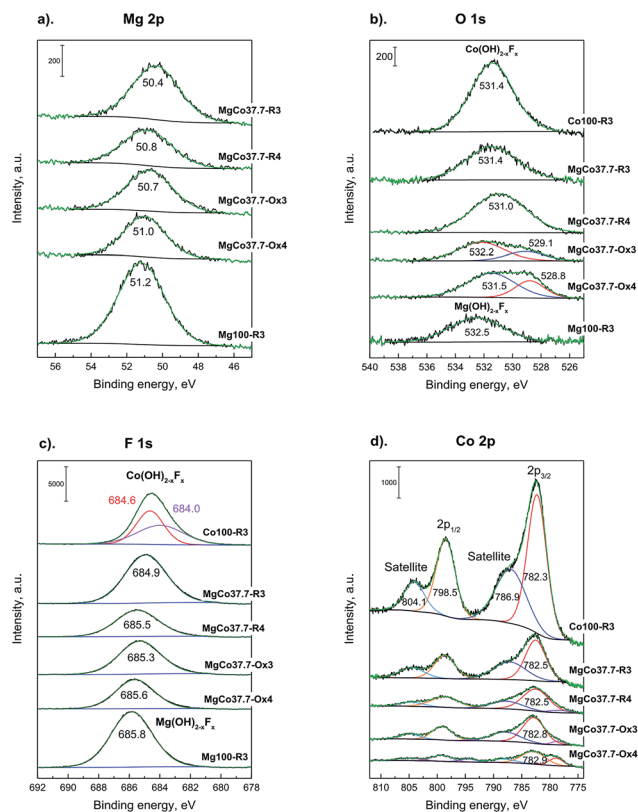 a). Mg 2p
200
50.4
MgCo37.7-R3
50.8
MgCo37.7-R4
50.7
MgCo37.7-Ox3
51.0
MgCo37.7-Ox4
51.2
Mg100-R3
Intensity, a.u.
56 54 52 50 48 46
Binding energy, eV
b). O 1s
200
Co(OH)2-xFx
531.4
Co100-R3
531.4
MgCo37.7-R3
531.0
MgCo37.7-R4
529.1
532.2
MgCo37.7-Ox3
528.8
531.5
MgCo37.7-Ox4
Mg(OH)2-xFx
532.5
Mg100-R3
Intensity, a.u.
540 538 536 534 532 530 528 526
Binding energy, eV
c). F 1s
5000
Co(OH)2-xFx
684.6
684.0
Co100-R3
684.9
MgCo37.7-R3
685.5
MgCo37.7-R4
685.3
MgCo37.7-Ox3
685.6
MgCo37.7-Ox4
Mg(OH)2-xFx
685.8
Mg100-R3
Intensity, a.u.
692 690 688 686 684 682 680 678
Binding energy, eV
d). Co 2p
1000
2p3/2
2p1/2
Satellite
Satellite
804.1
798.5
786.9
782.3
Co100-R3
782.5
MgCo37.7-R3
782.5
MgCo37.7-R4
782.8
MgCo37.7-Ox3
782.9
MgCo37.7-Ox4
Intensity, a.u.
810 805 800 795 790 785 780 774
Binding energy, eV